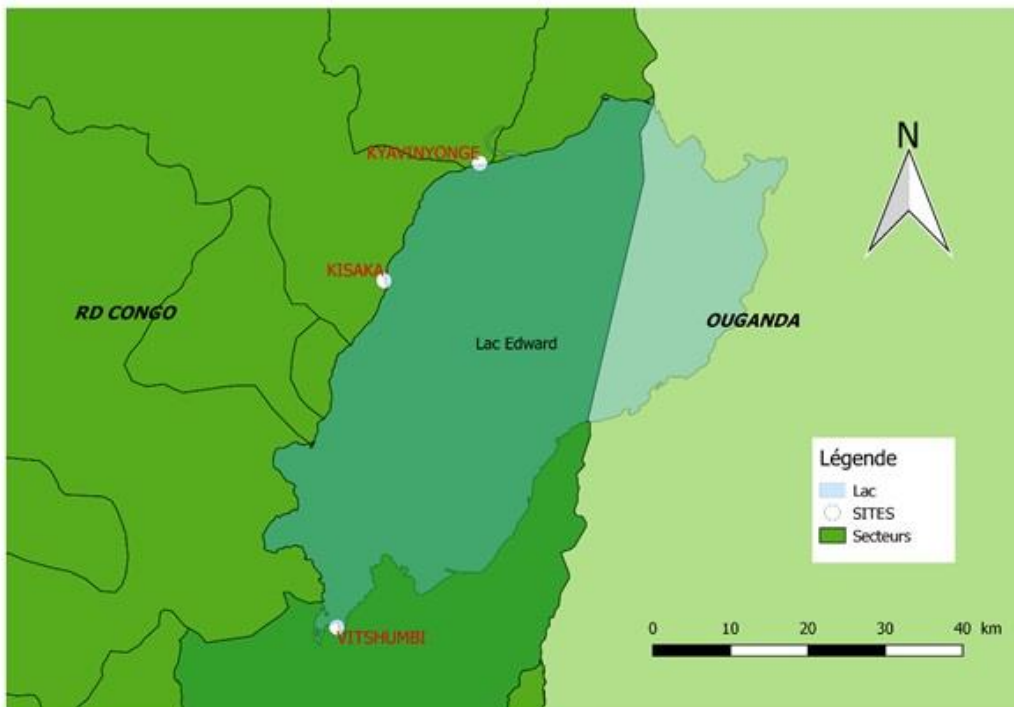 KYAVINYONGE
N
KISAKA
RD CONGO
OUGANDA
Lac Edward
Légende
Lac
SITES
Secteurs
VITSHUMBI
0 10 20 30 40 km